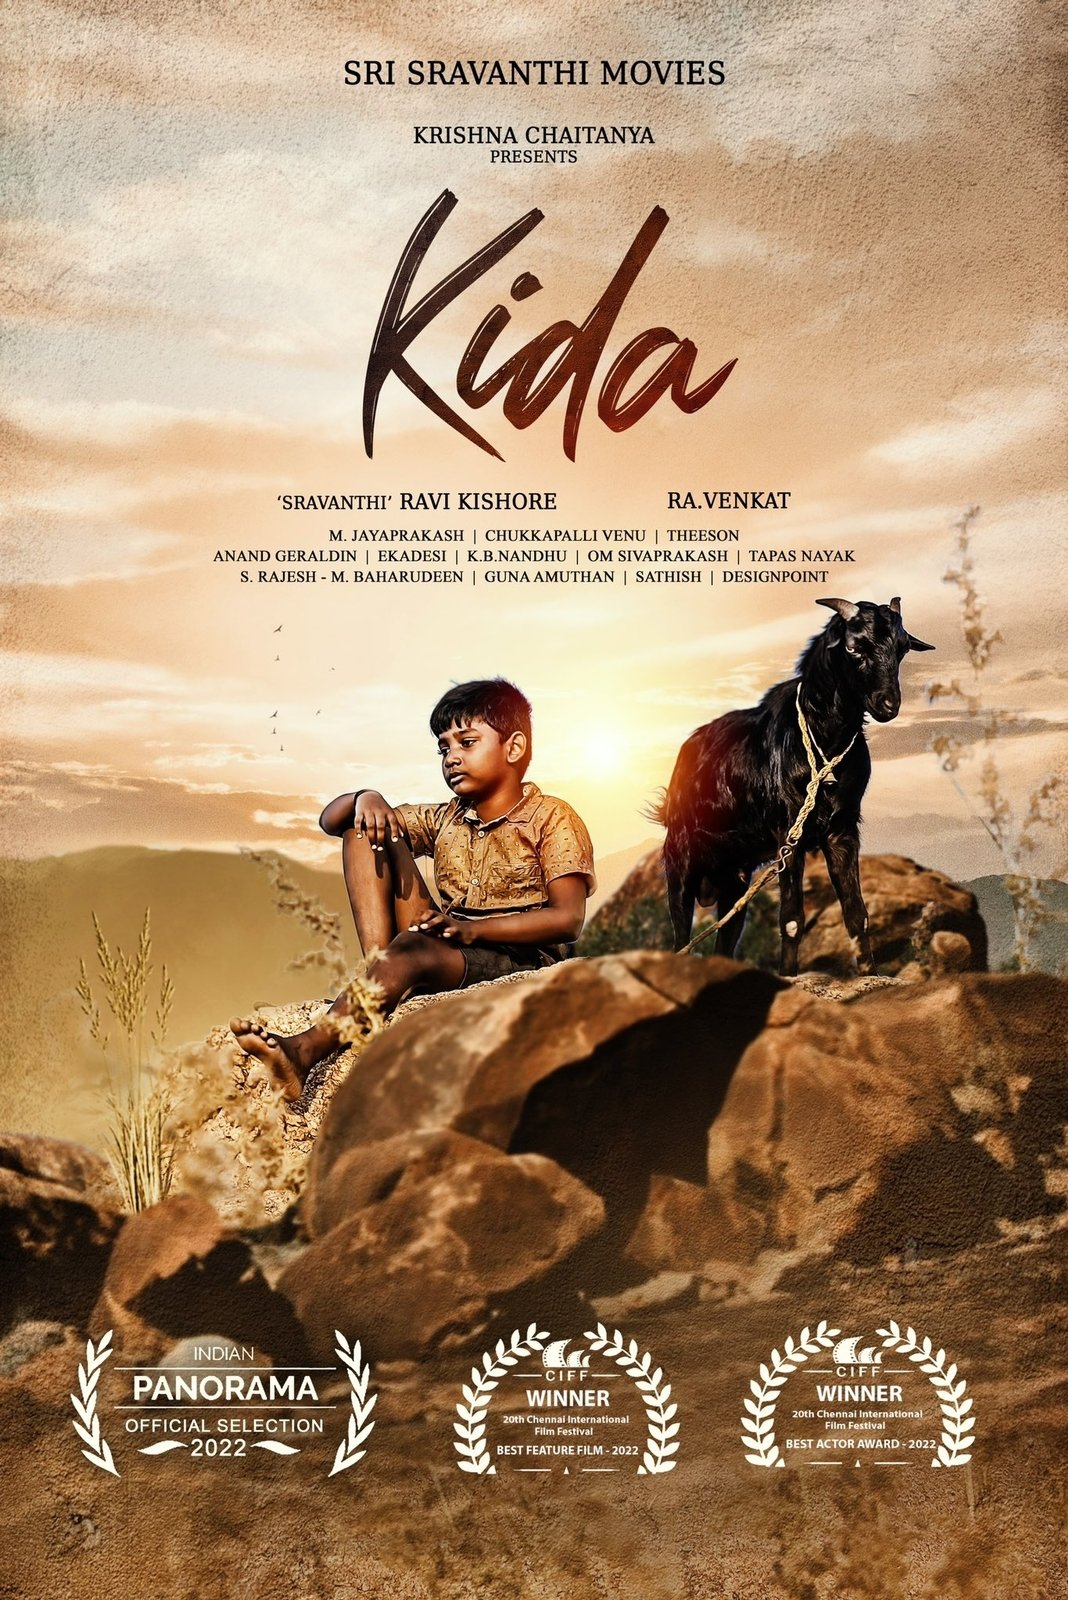 SRI SRAVANTHI MOVIES
KRISHNA CHAITANYA
PRESENTS
Kida
‘SRAVANTHI’ RAVI KISHORE
RA.VENKAT
M. JAYAPRAKASH | CHUKKAPALLI VENU | THEESON
ANAND GERALDIN | EKADESI | K.B.NANDHU | OM SIVAPRAKASH | TAPAS NAYAK
S. RAJESH - M. BAHARUDEEN | GUNA AMUTHAN | SATHISH | DESIGNPOINT
INDIAN
PANORAMA
OFFICIAL SELECTION
2022
CIFF
WINNER
20th Chennai International
Film Festival
BEST FEATURE FILM - 2022
CIFF
WINNER
20th Chennai International
Film Festival
BEST ACTOR AWARD - 2022